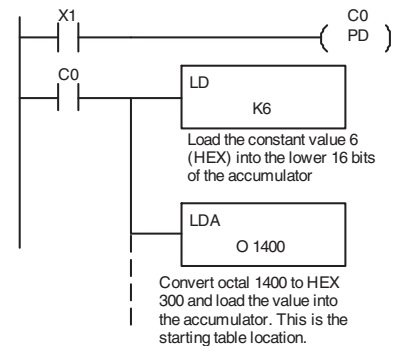 X1
C0
PD
C0
LD
K6
Load the constant value 6
(HEX) into the lower 16 bits
of the accumulator
LDA
O 1400
Convert octal 1400 to HEX
300 and load the value into
the accumulator. This is the
starting table location.